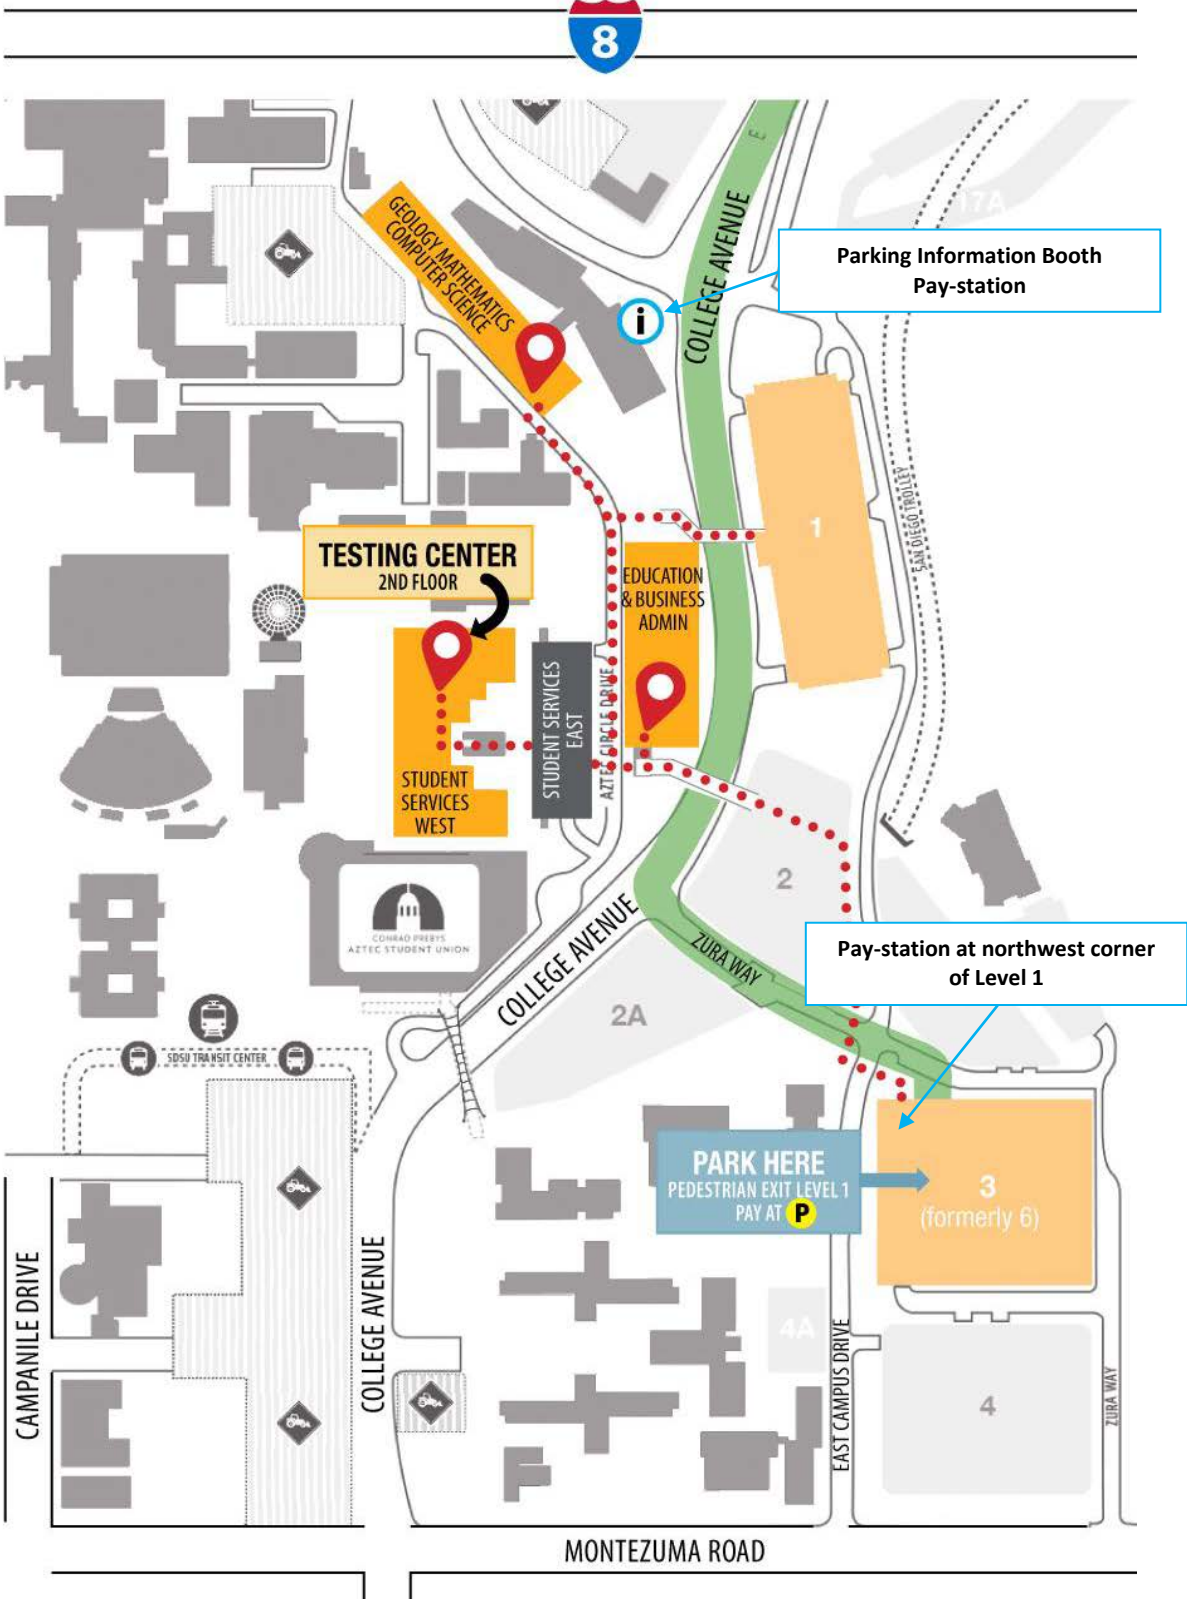 8
E
17A
COLLEGE AVENUE
Parking Information Booth
Pay-station
GEOLOGY MATHEMATICS
COMPUTER SCIENCE
i
COLLEGE AVENUE
SAN DIEGO TROLLEY
1
TESTING CENTER
2ND FLOOR
EDUCATION
& BUSINESS
ADMIN
STUDENT SERVICES
EAST
AZTEC CIRCLE DRIVE
STUDENT
SERVICES
WEST
2
CONRAD PREBYS
AZTEC STUDENT UNION
COLLEGE AVENUE
ZURA WAY
Pay-station at northwest corner
of Level 1
2A
SDSU TRANSIT CENTER
PARK HERE
PEDESTRIAN EXIT LEVEL 1
PAY AT P
3
(formerly 6)
CAMPANILE DRIVE
COLLEGE AVENUE
4A
EAST CAMPUS DRIVE
4
ZURA WAY
MONTEZUMA ROAD